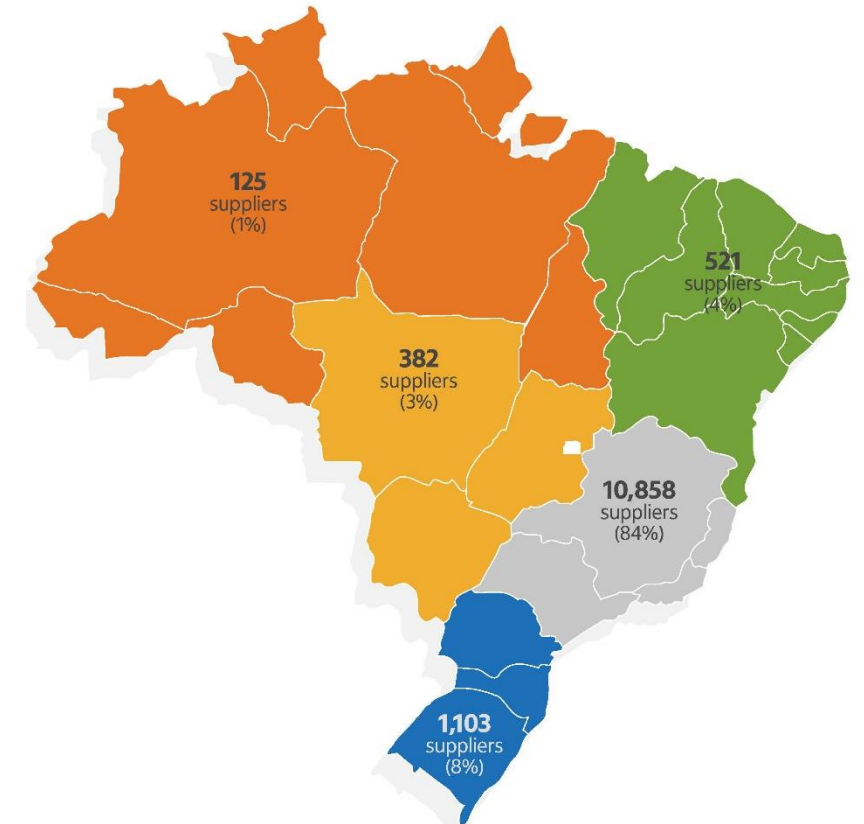 125
suppliers
(1%)
521
suppliers
(4%)
382
suppliers
(3%)
10,858
suppliers
(84%)
1,103
suppliers
(8%)